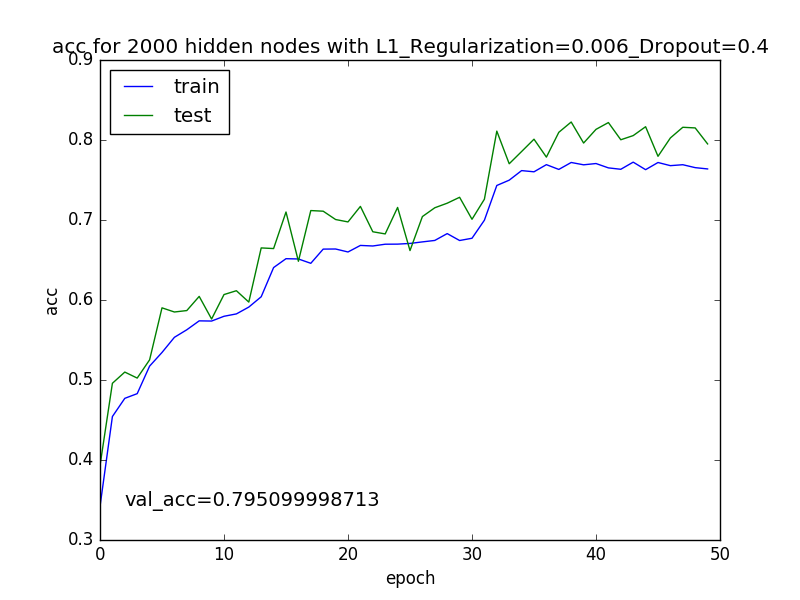 acc for 2000 hidden nodes with L1_Regularization=0.006_Dropout=0.4
0.9
train
test
0.8
0.7
0.6
0.5
0.4
0.3
acc
val_acc=0.795099998713
0 10 20 30 40 50
epoch